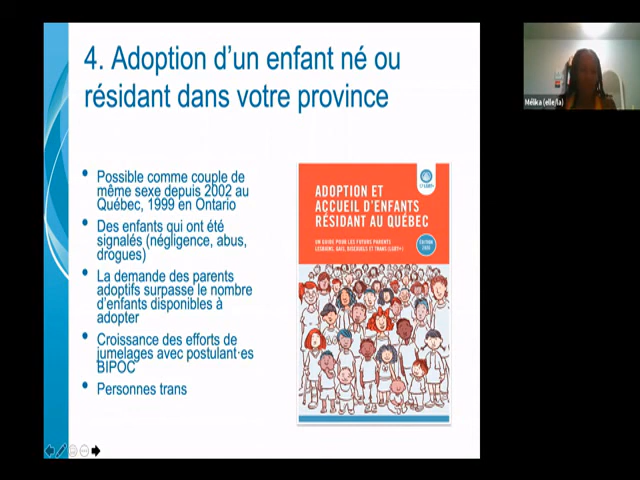 4. Adoption d'un enfant né ou
résidant dans votre province
• Possible comme couple de
même sexe depuis 2002 au
Québec, 1999 en Ontario
• Des enfants qui ont été
signalés (négligence, abus,
drogues)
• La demande des parents
adoptifs surpasse le nombre
d'enfants disponibles à
adopter
• Croissance des efforts de
jumelages avec postulant·es
BIPOC
• Personnes trans
ADOPTION ET
ACCUEIL D'ENFANTS
RÉSIDANT AU QUÉBEC
UN GUIDE POUR LES FUTURS PARENTS
LESBIENS, GAIS, BISEXUELS ET TRANS (LGBT+)
ÉDITION
Mélika (elle/la)